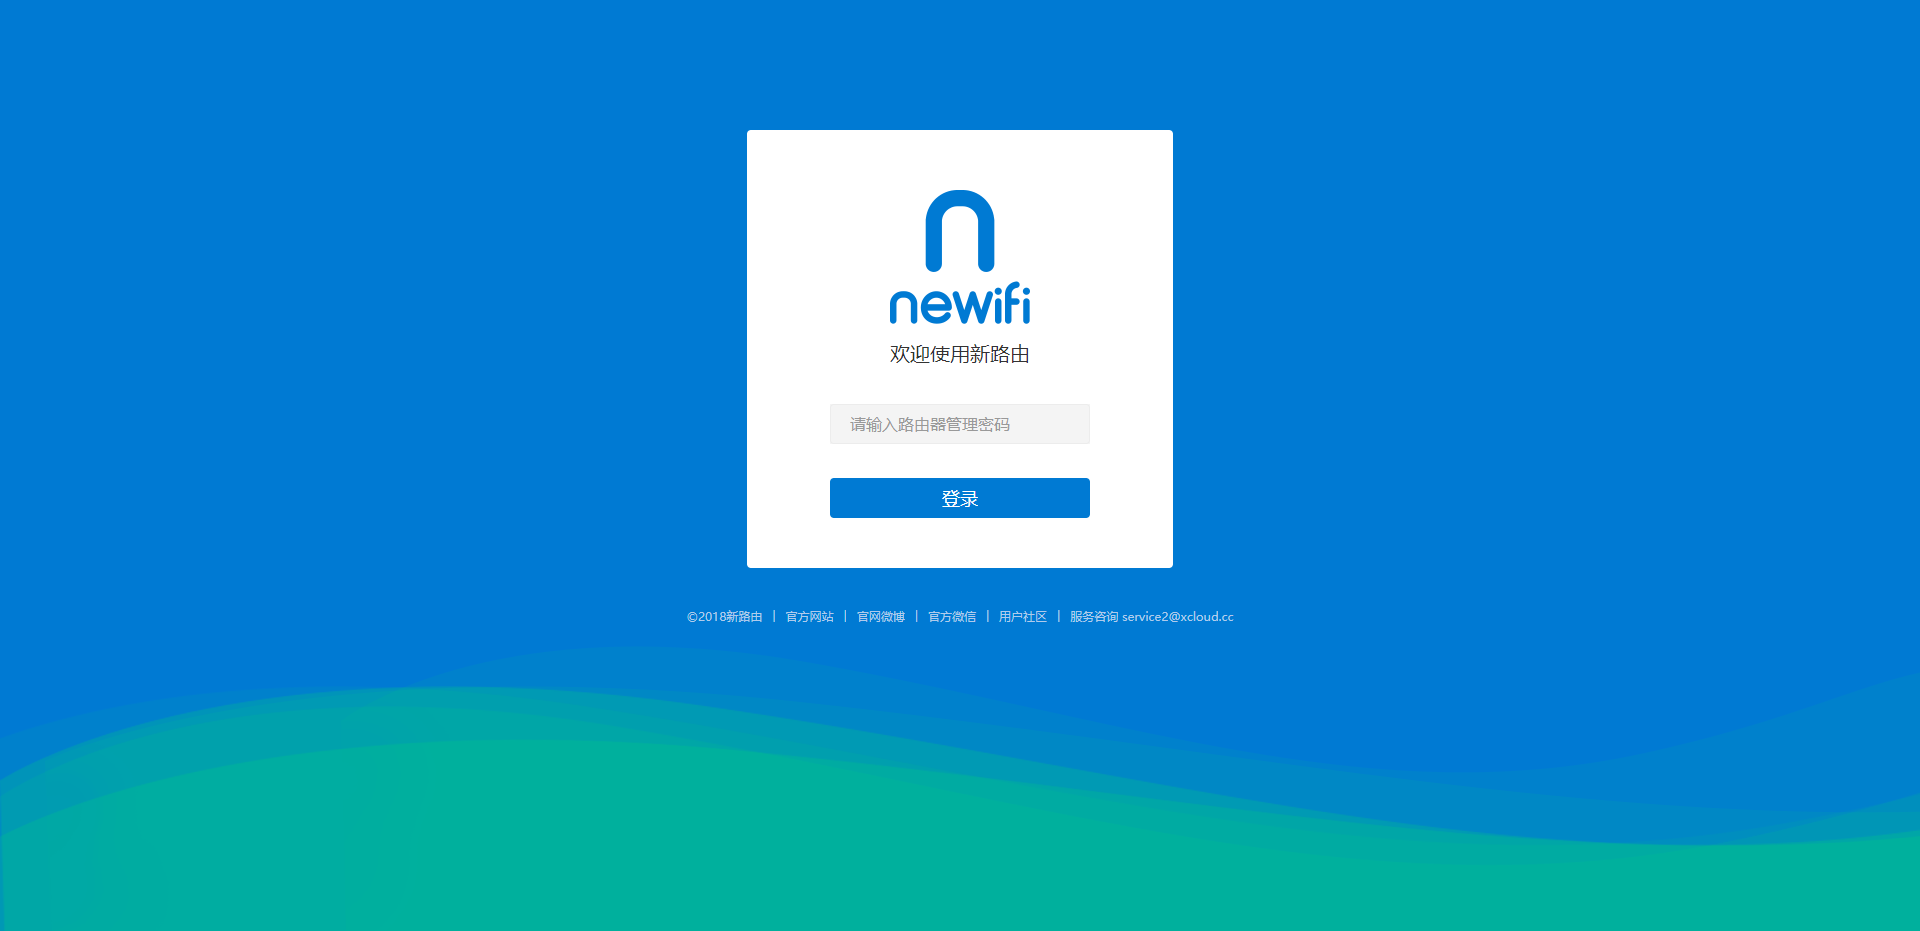 newifi
欢迎使用新路由
请输入路由器管理密码
登录
©2018新路由 | 官方网站 | 官网微博 | 官方微信 | 用户社区 | 服务咨询 service2@xcloud.cc